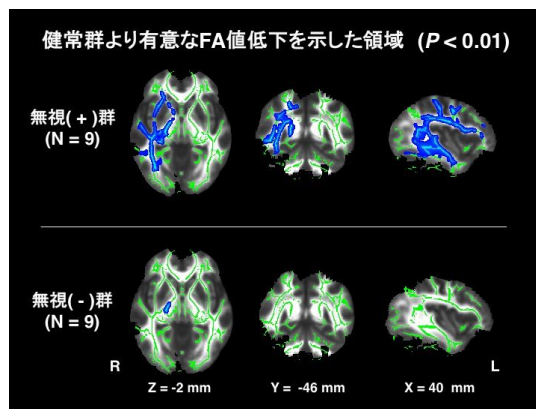 健常群より有意なFA値低下を示した領域 (P < 0.01)
無視( + )群
(N = 9)
無視( - )群
(N = 9)
R
L
Z = -2 mm
Y = -46 mm
X = 40 mm